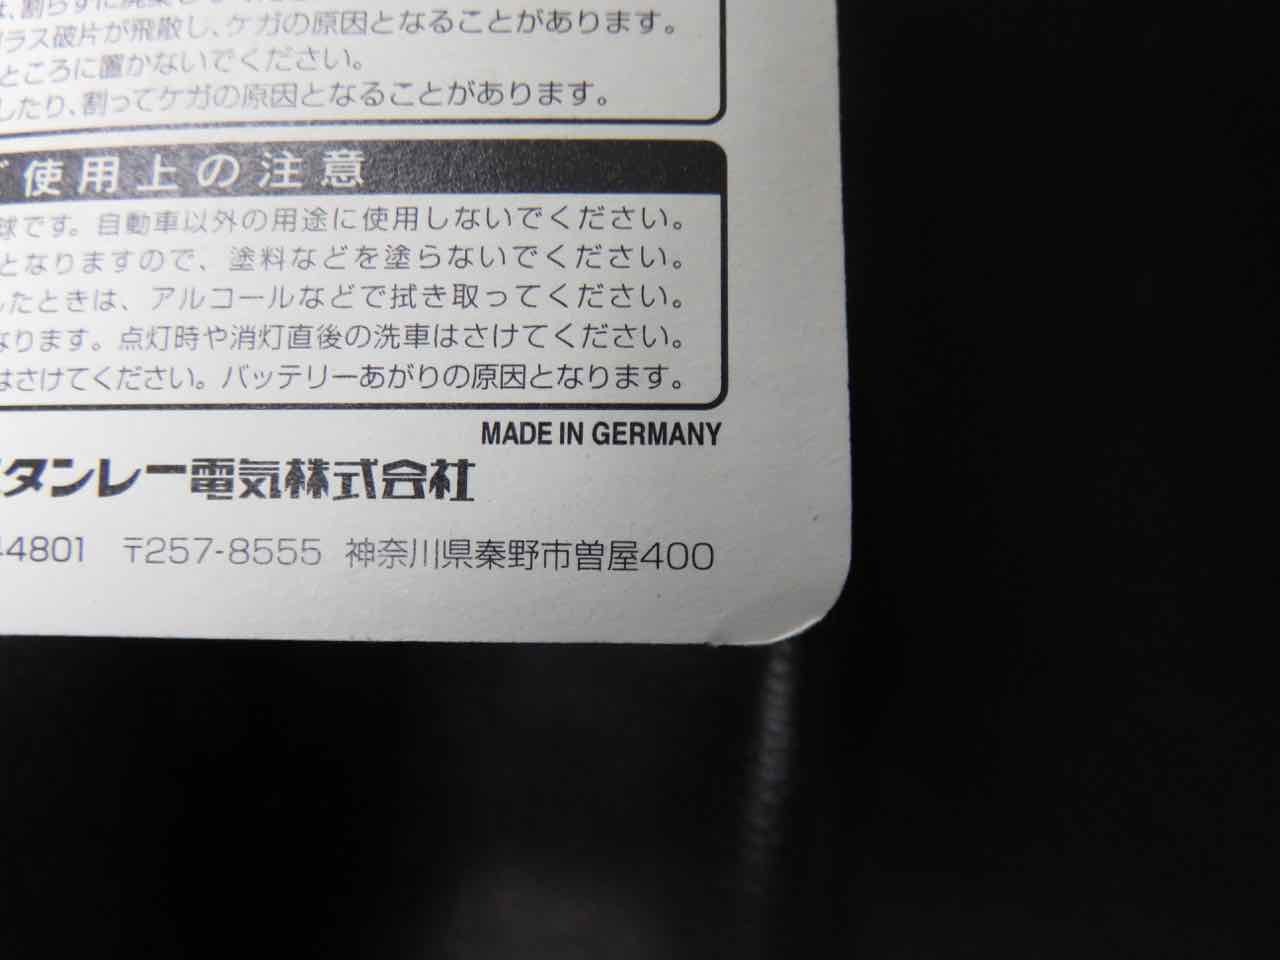 ガラス破片が飛散し、ケガの原因となることがあります。
ところに置かないでください。
したり、割ってケガの原因となることがあります。
ご使用上の注意
球です。自動車以外の用途に使用しないでください。
となりますので、塗料などを塗らないでください。
したときは、アルコールなどで拭き取ってください。
なります。点灯時や消灯直後の洗車はさけてください。
はさけてください。バッテリーあがりの原因となります。
MADE IN GERMANY
スタンレー電気株式会社
44801 〒257-8555 神奈川県秦野市曽屋400